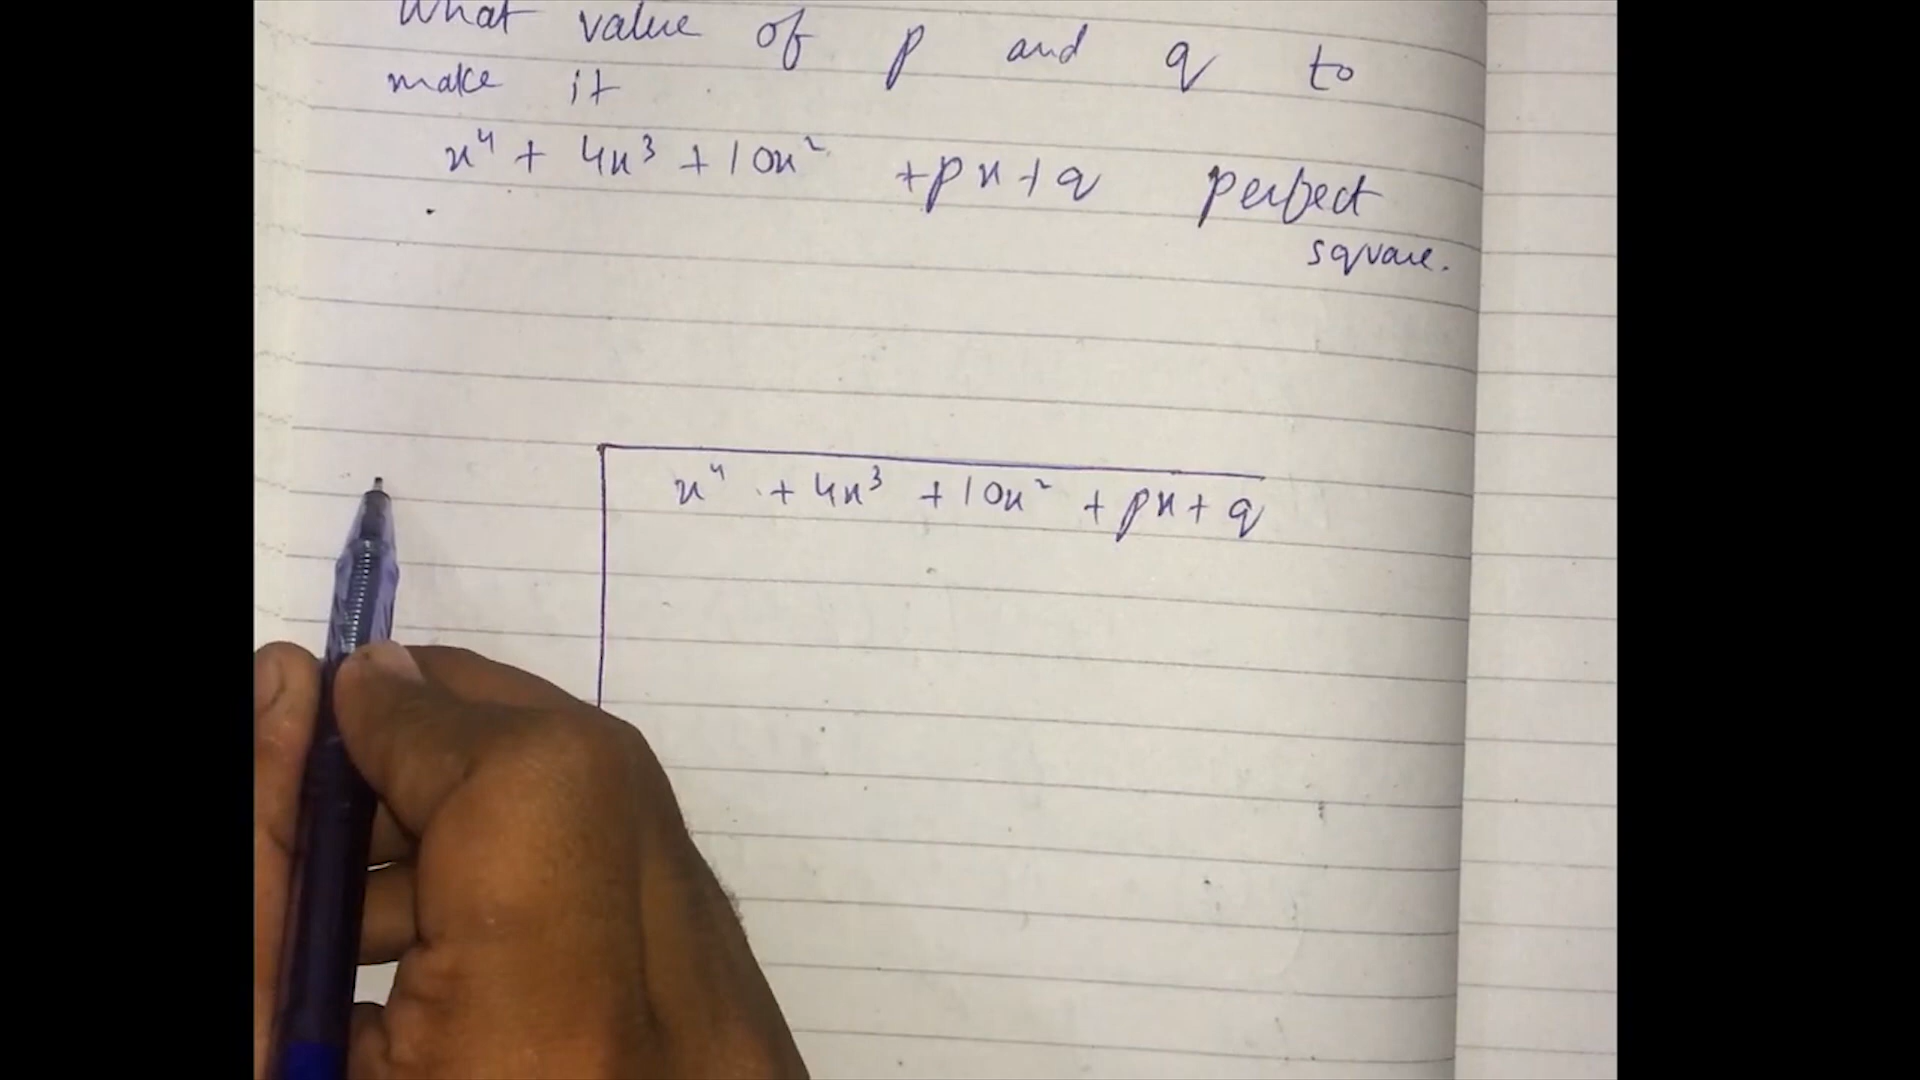 What value of p and q to
make it
x⁴ + 4x³ + 10x² + px + q perfect
square.
x⁴ + 4x³ + 10x² + px + q